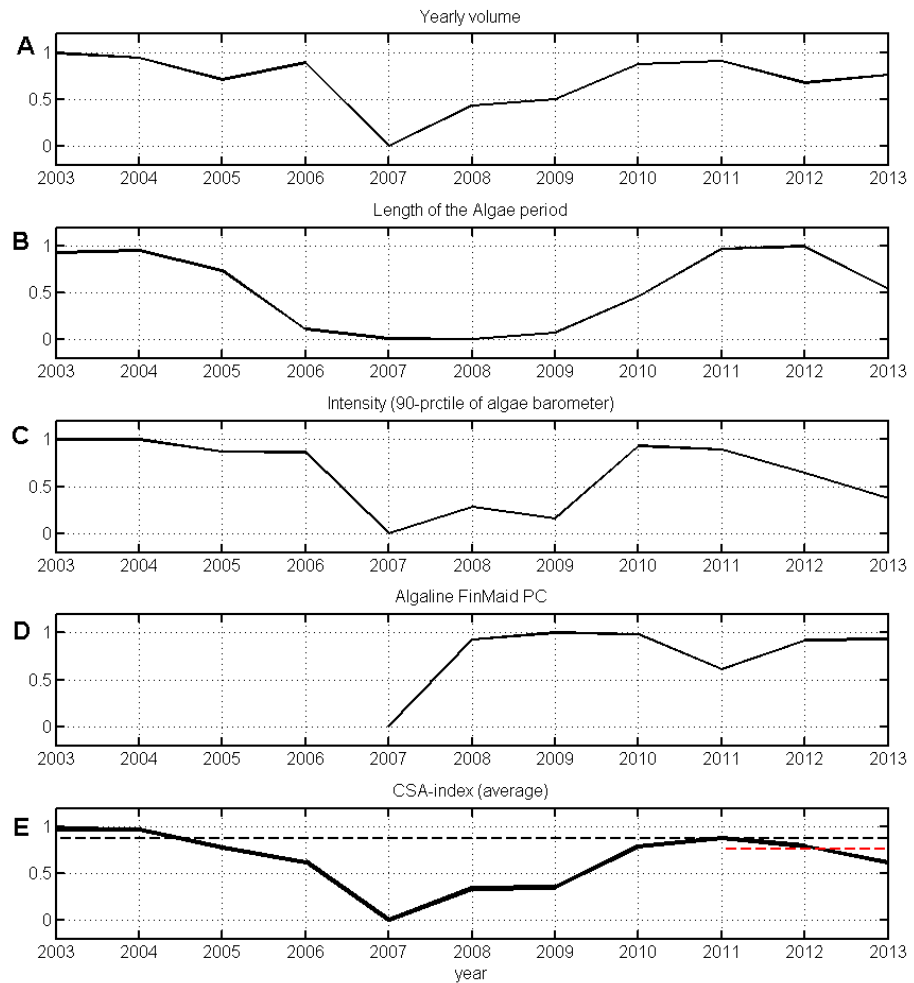 Yearly volume
A
1
0.5
0
2003 2004 2005 2006 2007 2008 2009 2010 2011 2012 2013
Length of the Algae period
B
1
0.5
0
2003 2004 2005 2006 2007 2008 2009 2010 2011 2012 2013
Intensity (90-prctile of algae barometer)
C
1
0.5
0
2003 2004 2005 2006 2007 2008 2009 2010 2011 2012 2013
Algaline FinMaid PC
D
1
0.5
0
2003 2004 2005 2006 2007 2008 2009 2010 2011 2012 2013
CSA-index (average)
E
1
0.5
0
2003 2004 2005 2006 2007 2008 2009 2010 2011 2012 2013
year